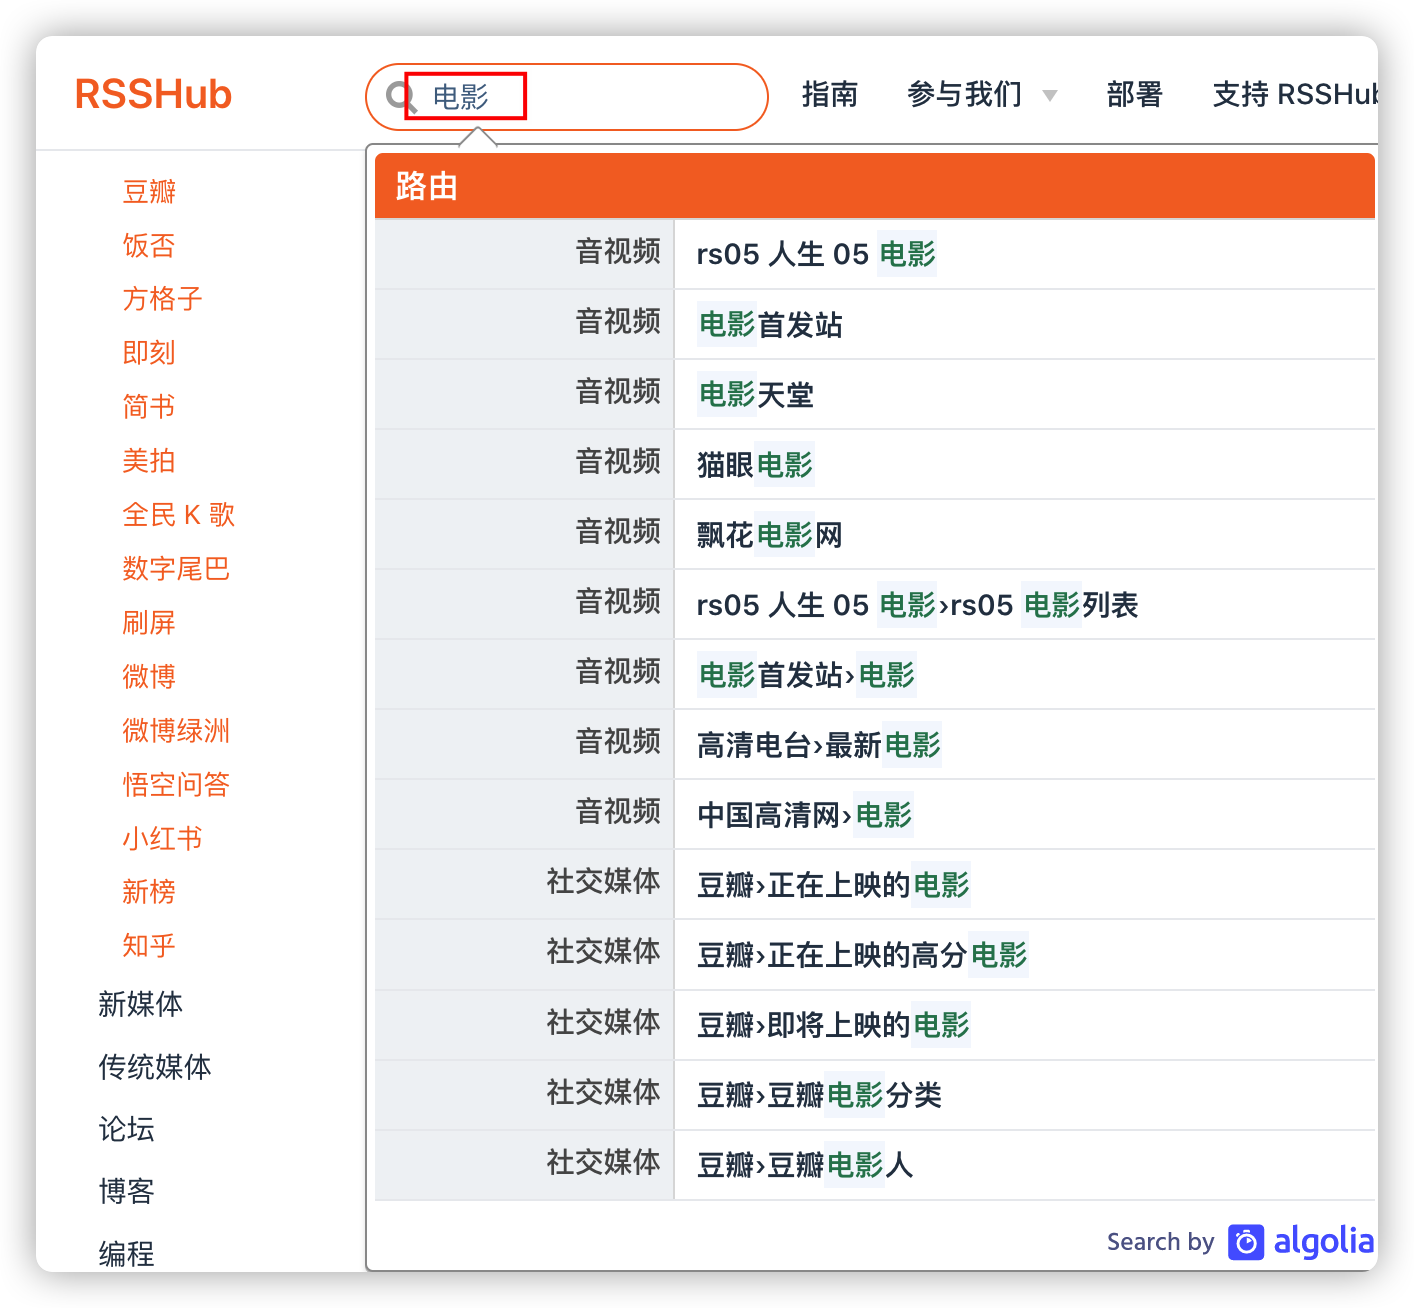 RSSHub
电影
指南
参与我们
部署
支持 RSSHub
豆瓣
饭否
方格子
即刻
简书
美拍
全民 K 歌
数字尾巴
刷屏
微博
微博绿洲
悟空问答
小红书
新榜
知乎
新媒体
传统媒体
论坛
博客
编程
路由
音视频 rs05 人生 05 电影
音视频 电影首发站
音视频 电影天堂
音视频 猫眼电影
音视频 飘花电影网
音视频 rs05 人生 05 电影›rs05 电影列表
音视频 电影首发站›电影
音视频 高清电台›最新电影
音视频 中国高清网›电影
社交媒体 豆瓣›正在上映的电影
社交媒体 豆瓣›正在上映的高分电影
社交媒体 豆瓣›即将上映的电影
社交媒体 豆瓣›豆瓣电影分类
社交媒体 豆瓣›豆瓣电影人
Search by algolia